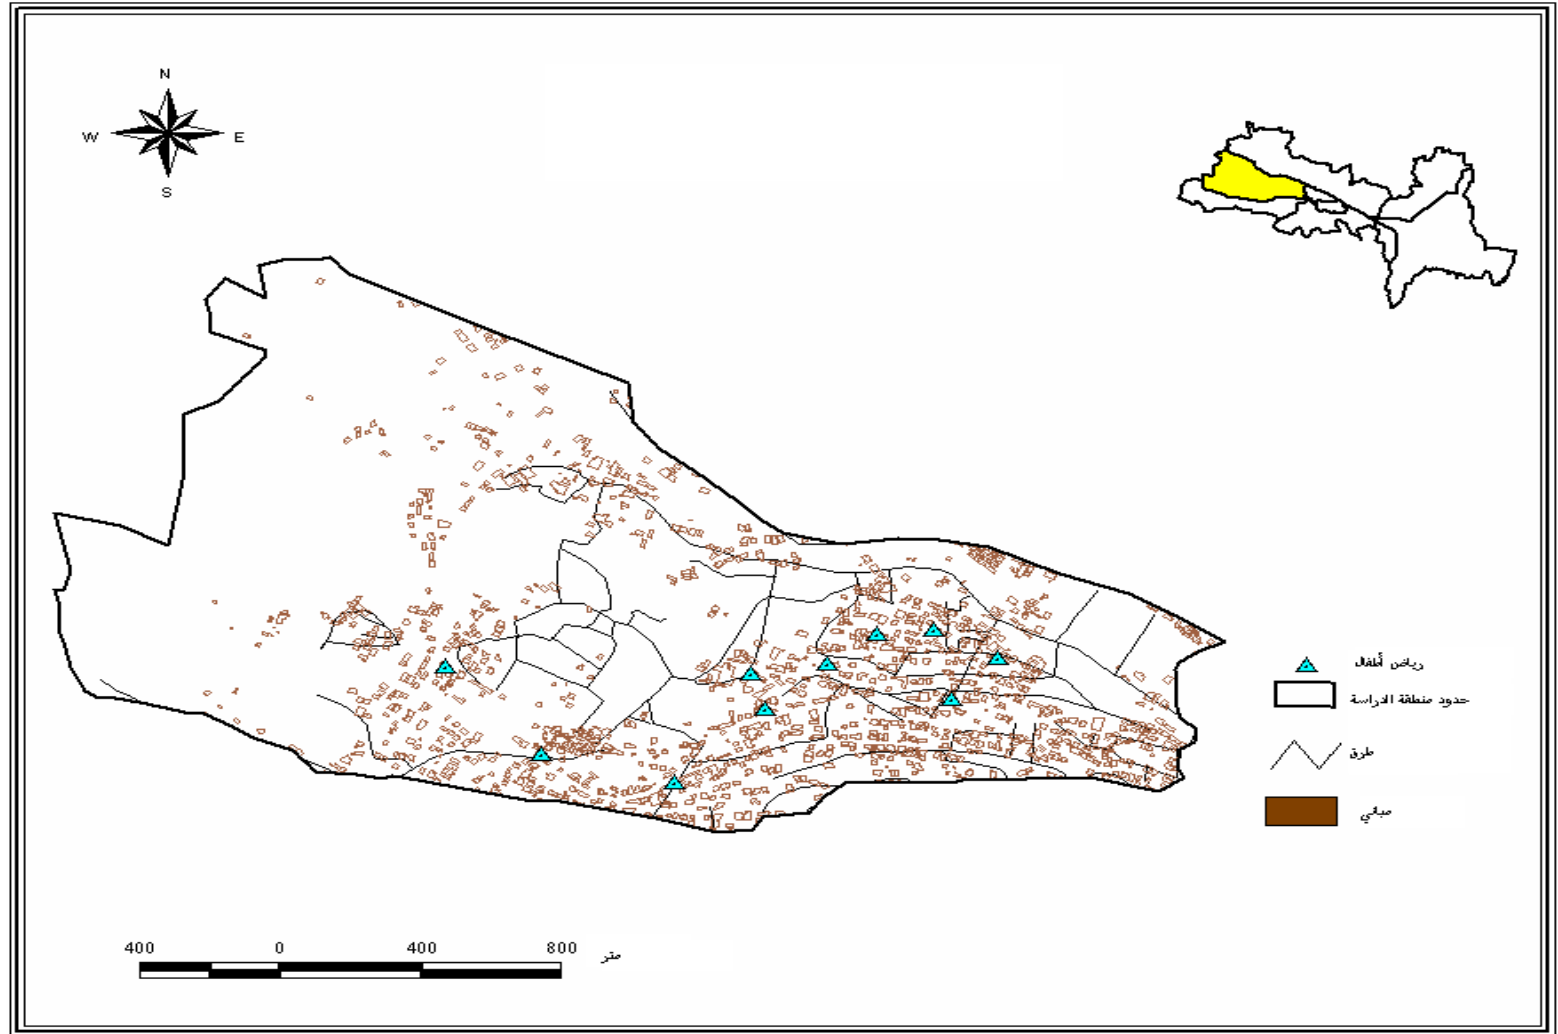 N
W E
S
رياض أطفال
حدود منطقة الدراسة
طرق
مباني
400 0 400 800 متر